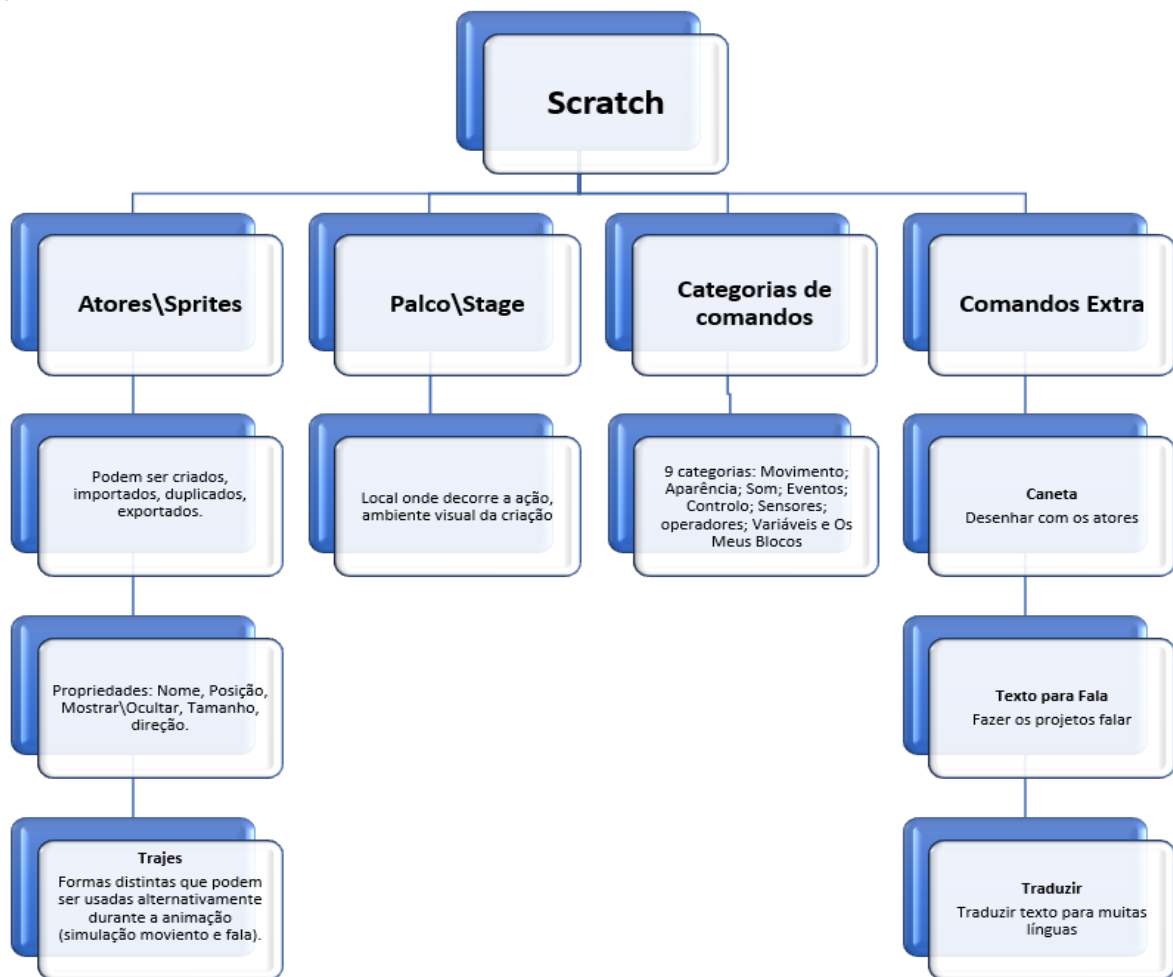 Scratch
Atores\Sprites
Palco\Stage
Categorias de
comandos
Comandos Extra
Podem ser criados,
importados, duplicados,
exportados.
Local onde decorre a ação,
ambiente visual da criação
9 categorias: Movimento;
Aparência; Som; Eventos;
Controlo; Sensores;
operadores; Variáveis e Os
Meus Blocos
Caneta
Desenhar com os atores
Propriedades: Nome, Posição,
Mostrar\Ocultar, Tamanho,
direção.
Texto para Fala
Fazer os projetos falar
Trajes
Formas distintas que podem
ser usadas alternativamente
durante a animação
(simulação moviento e fala).
Traduzir
Traduzir texto para muitas
línguas